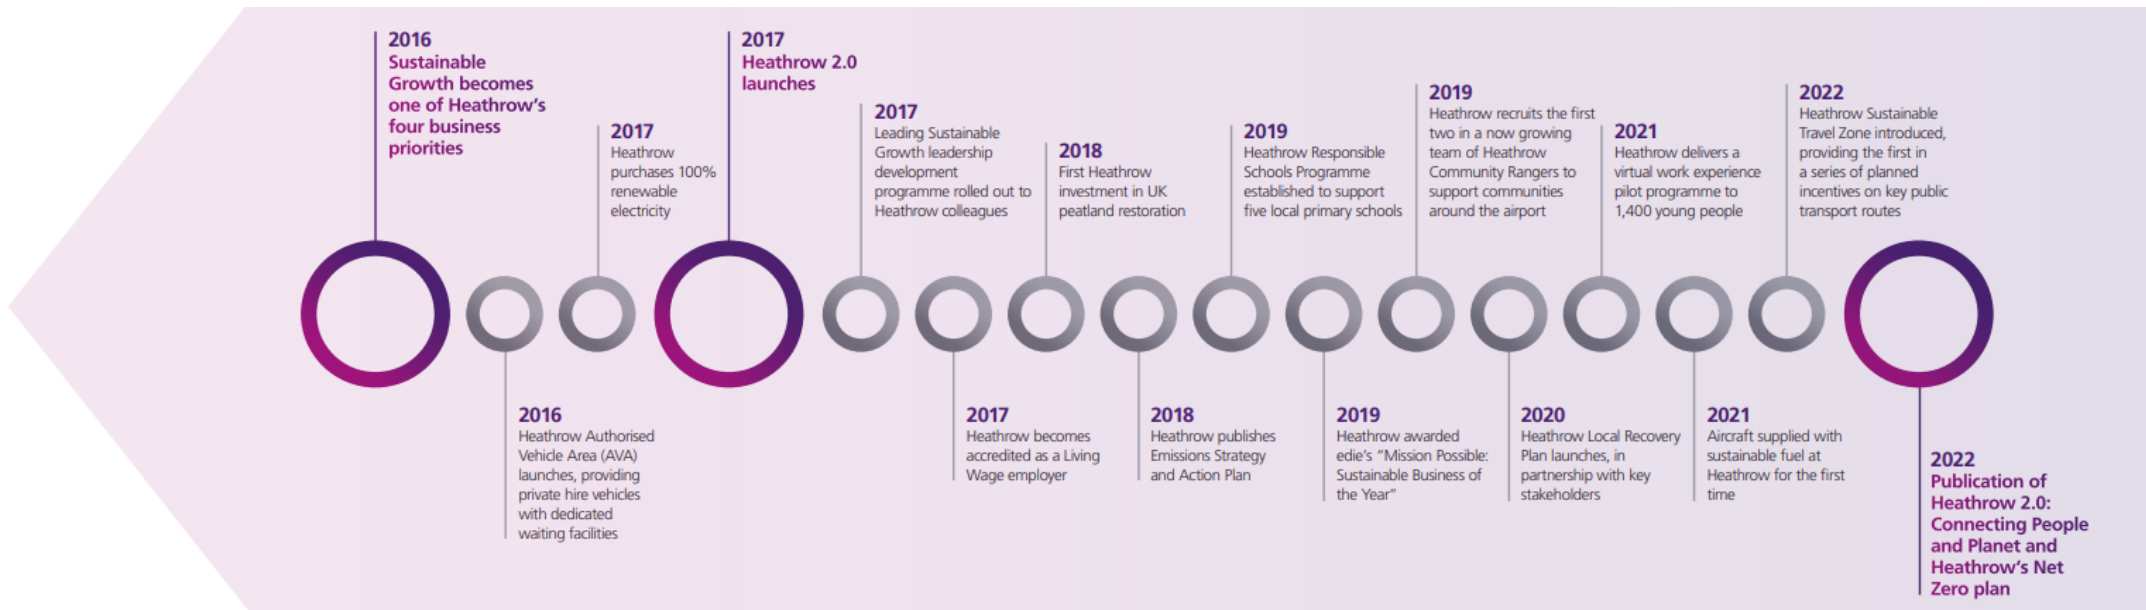 2016
Sustainable
Growth becomes
one of Heathrow's
four business
priorities
2016
Heathrow Authorised
Vehicle Area (AVA)
launches, providing
private hire vehicles
with dedicated
waiting facilities
2017
Heathrow
purchases 100%
renewable
electricity
2017
Heathrow 2.0
launches
2017
Leading Sustainable
Growth leadership
development
programme rolled out to
Heathrow colleagues
2017
Heathrow becomes
accredited as a Living
Wage employer
2018
First Heathrow
investment in UK
peatland restoration
2018
Heathrow publishes
Emissions Strategy
and Action Plan
2019
Heathrow Responsible
Schools Programme
established to support
five local primary schools
2019
Heathrow awarded
edie's "Mission Possible:
Sustainable Business of
the Year"
2019
Heathrow recruits the first
two in a now growing
team of Heathrow
Community Rangers to
support communities
around the airport
2020
Heathrow Local Recovery
Plan launches, in
partnership with key
stakeholders
2021
Heathrow delivers a
virtual work experience
pilot programme to
1,400 young people
2021
Aircraft supplied with
sustainable fuel at
Heathrow for the first
time
2022
Heathrow Sustainable
Travel Zone introduced,
providing the first in
a series of planned
incentives on key public
transport routes
2022
Publication of
Heathrow 2.0:
Connecting People
and Planet and
Heathrow's Net
Zero plan